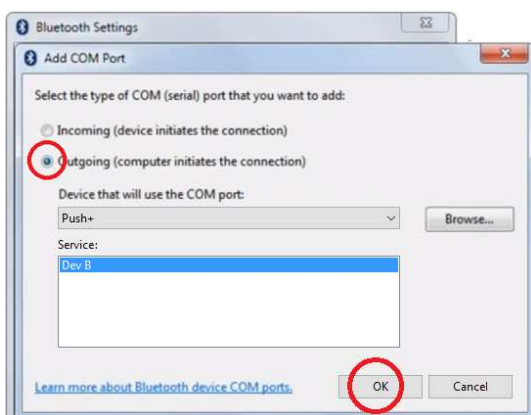 Bluetooth Settings
Add COM Port
Select the type of COM (serial) port that you want to add:
Incoming (device initiates the connection)
Outgoing (computer initiates the connection)
Device that will use the COM port:
Push+
Browse...
Service:
Dev B
Learn more about Bluetooth device COM ports.
OK
Cancel